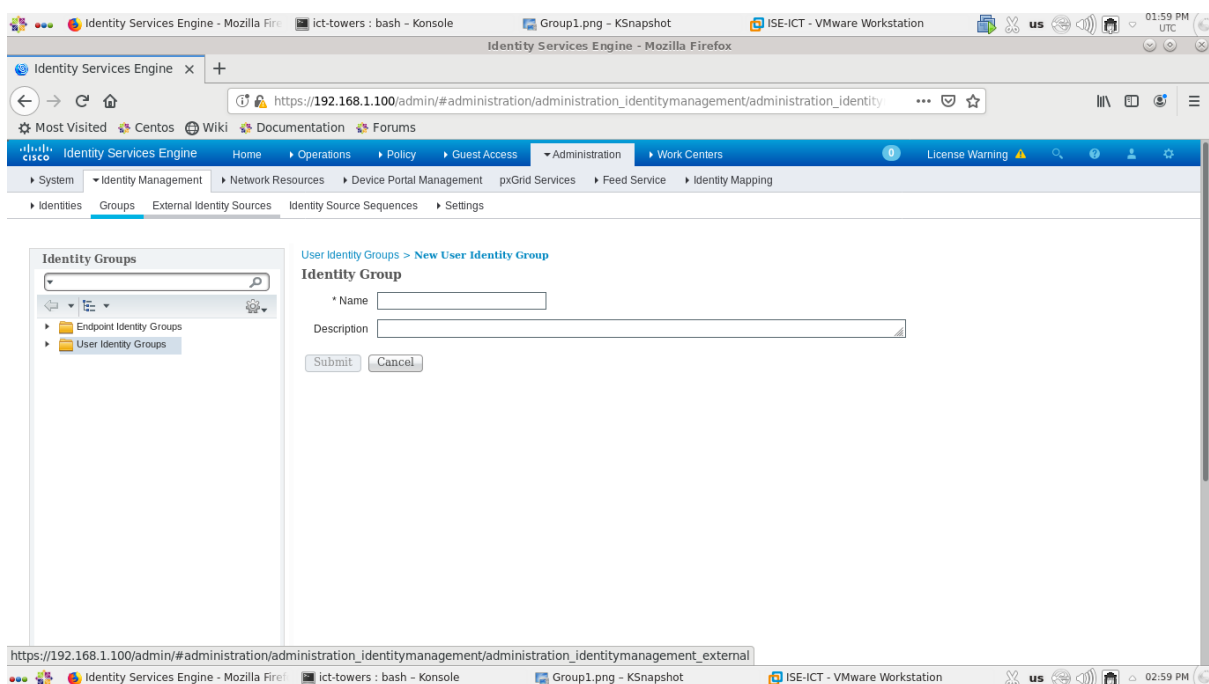 Identity Services Engine - Mozilla Fire ict-towers : bash – Konsole Group1.png – KSnapshot ISE-ICT - VMware Workstation us 01:59 PM
UTC
Identity Services Engine - Mozilla Firefox
Identity Services Engine × +
https://192.168.1.100/admin/#administration/administration_identitymanagement/administration_identity
Most Visited Centos Wiki Documentation Forums
cisco Identity Services Engine Home Operations Policy Guest Access Administration Work Centers 0 License Warning
System Identity Management Network Resources Device Portal Management pxGrid Services Feed Service Identity Mapping
Identities Groups External Identity Sources Identity Source Sequences Settings
Identity Groups
Endpoint Identity Groups
User Identity Groups
User Identity Groups > New User Identity Group
Identity Group
* Name
Description
Submit Cancel
https://192.168.1.100/admin/#administration/administration_identitymanagement/administration_identitymanagement_external
Identity Services Engine - Mozilla Firef ict-towers : bash – Konsole Group1.png – KSnapshot ISE-ICT - VMware Workstation us 02:59 PM